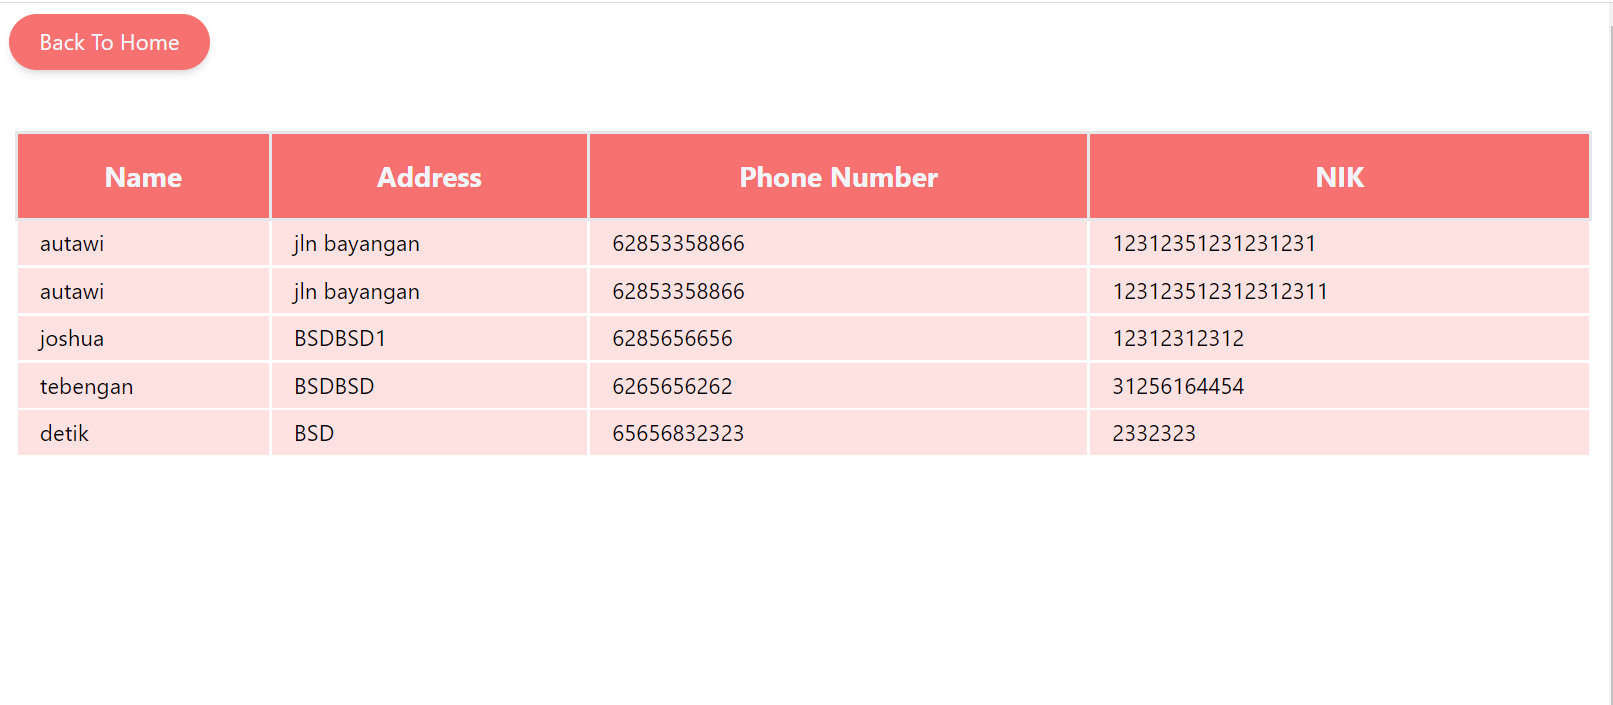 Back To Home
Name Address Phone Number NIK
autawi jln bayangan 62853358866 12312351231231231
autawi jln bayangan 62853358866 123123512312312311
joshua BSDBSD1 6285656656 12312312312
tebengan BSDBSD 6265656262 31256164454
detik BSD 65656832323 2332323